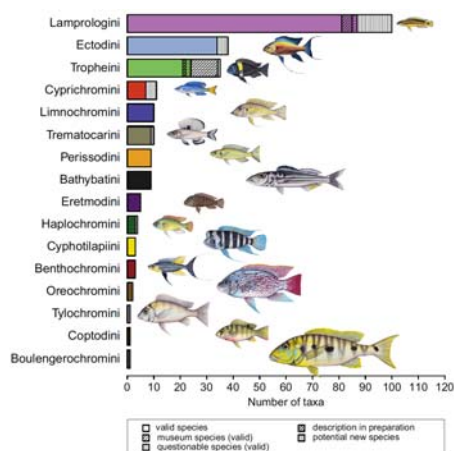 Lamprologini
Ectodini
Tropheini
Cyprichromini
Limnochromini
Trematocarini
Perissodini
Bathybatini
Eretmodini
Haplochromini
Cyphotilapiini
Benthochromini
Oreochromini
Tylochromini
Coptodini
Boulengerochromini
0 10 20 30 40 50 60 70 80 90 100 110 120
Number of taxa
valid species description in preparation
museum species (valid) potential new species
questionable species (valid)